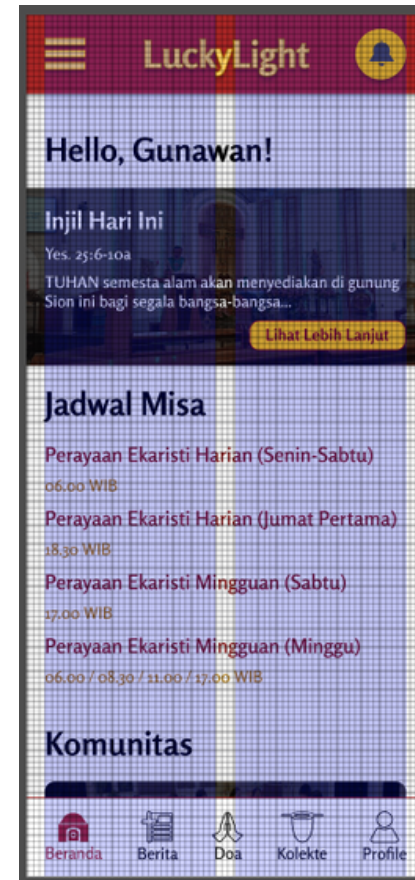 LuckyLight
Hello, Gunawan!
Injil Hari Ini
Yes. 25:6-10a
TUHAN semesta alam akan menyediakan di gunung
Sion ini bagi segala bangsa-bangsa...
Lihat Lebih Lanjut
Jadwal Misa
Perayaan Ekaristi Harian (Senin-Sabtu)
06.00 WIB
Perayaan Ekaristi Harian (Jumat Pertama)
18.30 WIB
Perayaan Ekaristi Mingguan (Sabtu)
17.00 WIB
Perayaan Ekaristi Mingguan (Minggu)
06.00 / 08.30 / 11.00 / 17.00 WIB
Komunitas
Beranda Berita Doa Kolekte Profile